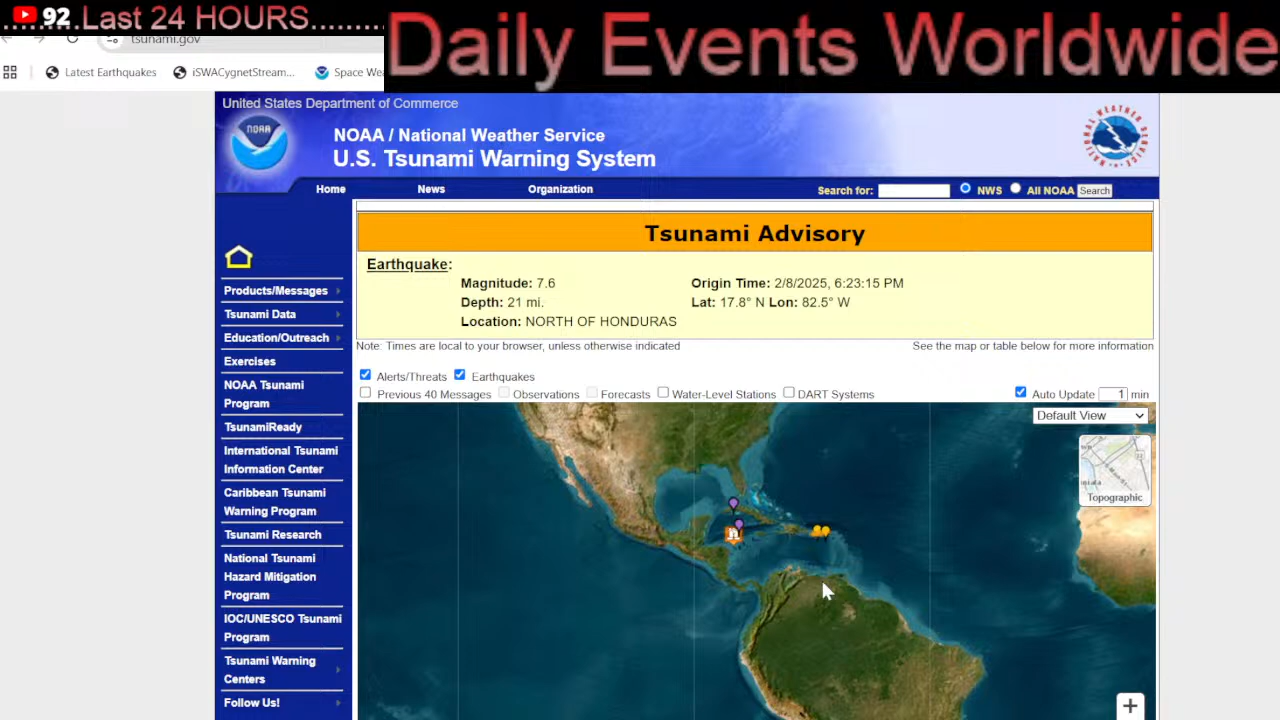 92 Last 24 HOURS
Daily Events Worldwide
tsunami.gov
Latest Earthquakes
iSWACygnetStream...
Space Wea
United States Department of Commerce
NOAA
NOAA / National Weather Service
U.S. Tsunami Warning System
Home
News
Organization
Search for:
NWS
All NOAA
Search
Tsunami Advisory
Earthquake:
Magnitude: 7.6
Origin Time: 2/8/2025, 6:23:15 PM
Depth: 21 mi.
Lat: 17.8° N Lon: 82.5° W
Location: NORTH OF HONDURAS
Note: Times are local to your browser, unless otherwise indicated
See the map or table below for more information
Alerts/Threats
Earthquakes
Previous 40 Messages
Observations
Forecasts
Water-Level Stations
DART Systems
Auto Update 1 min
Default View
Topographic
+
Products/Messages
Tsunami Data
Education/Outreach
Exercises
NOAA Tsunami
Program
TsunamiReady
International Tsunami
Information Center
Caribbean Tsunami
Warning Program
Tsunami Research
National Tsunami
Hazard Mitigation
Program
IOC/UNESCO Tsunami
Program
Tsunami Warning
Centers
Follow Us!